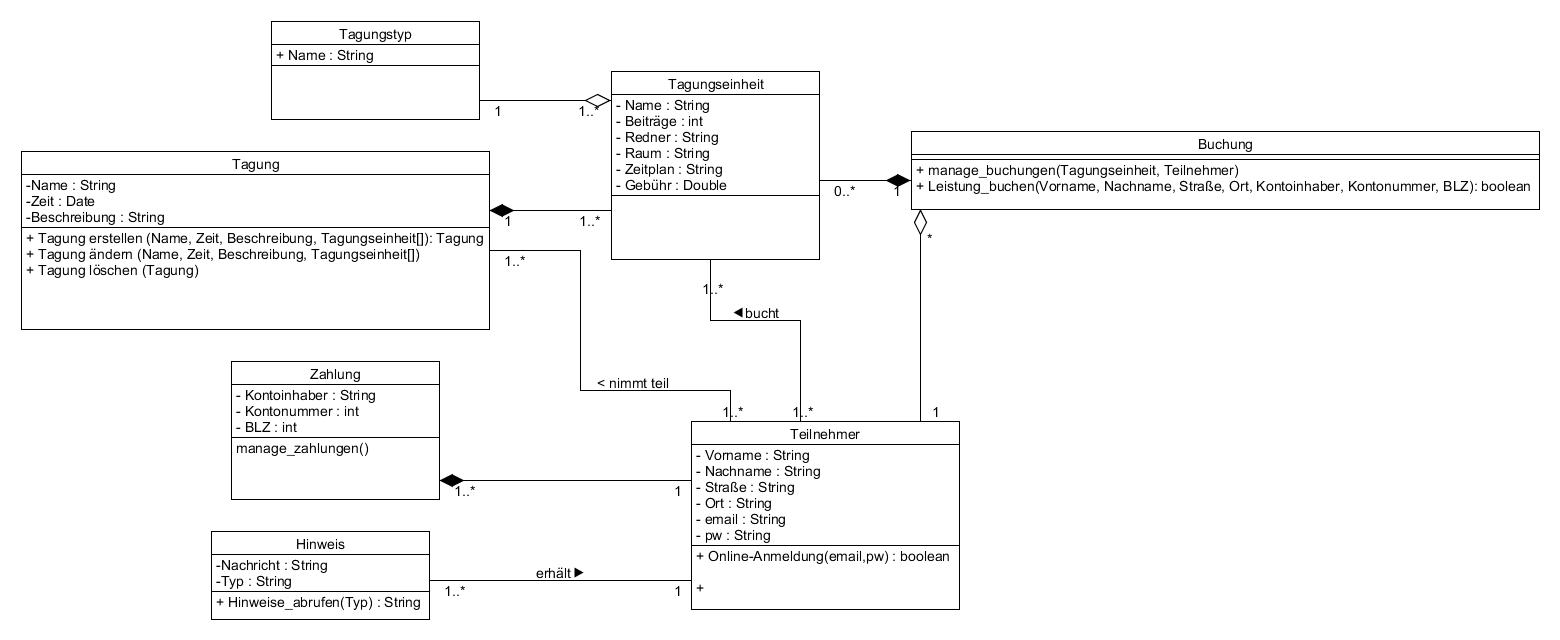 Tagungstyp
+ Name : String
1
1..*
Tagungseinheit
- Name : String
- Beiträge : int
- Redner : String
- Raum : String
- Zeitplan : String
- Gebühr : Double
0..*
1
Buchung
+ manage_buchungen(Tagungseinheit, Teilnehmer)
+ Leistung_buchen(Vorname, Nachname, Straße, Ort, Kontoinhaber, Kontonummer, BLZ): boolean
*
1
Tagung
-Name : String
-Zeit : Date
-Beschreibung : String
+ Tagung erstellen (Name, Zeit, Beschreibung, Tagungseinheit[]): Tagung
+ Tagung ändern (Name, Zeit, Beschreibung, Tagungseinheit[])
+ Tagung löschen (Tagung)
1
1..*
1..*
1..*
◄bucht
< nimmt teil
1..*
1..*
Zahlung
- Kontoinhaber : String
- Kontonummer : int
- BLZ : int
manage_zahlungen()
1..*
1
Teilnehmer
- Vorname : String
- Nachname : String
- Straße : String
- Ort : String
- email : String
- pw : String
+ Online-Anmeldung(email,pw) : boolean
+
Hinweis
-Nachricht : String
-Typ : String
+ Hinweise_abrufen(Typ) : String
erhält ►
1..*
1